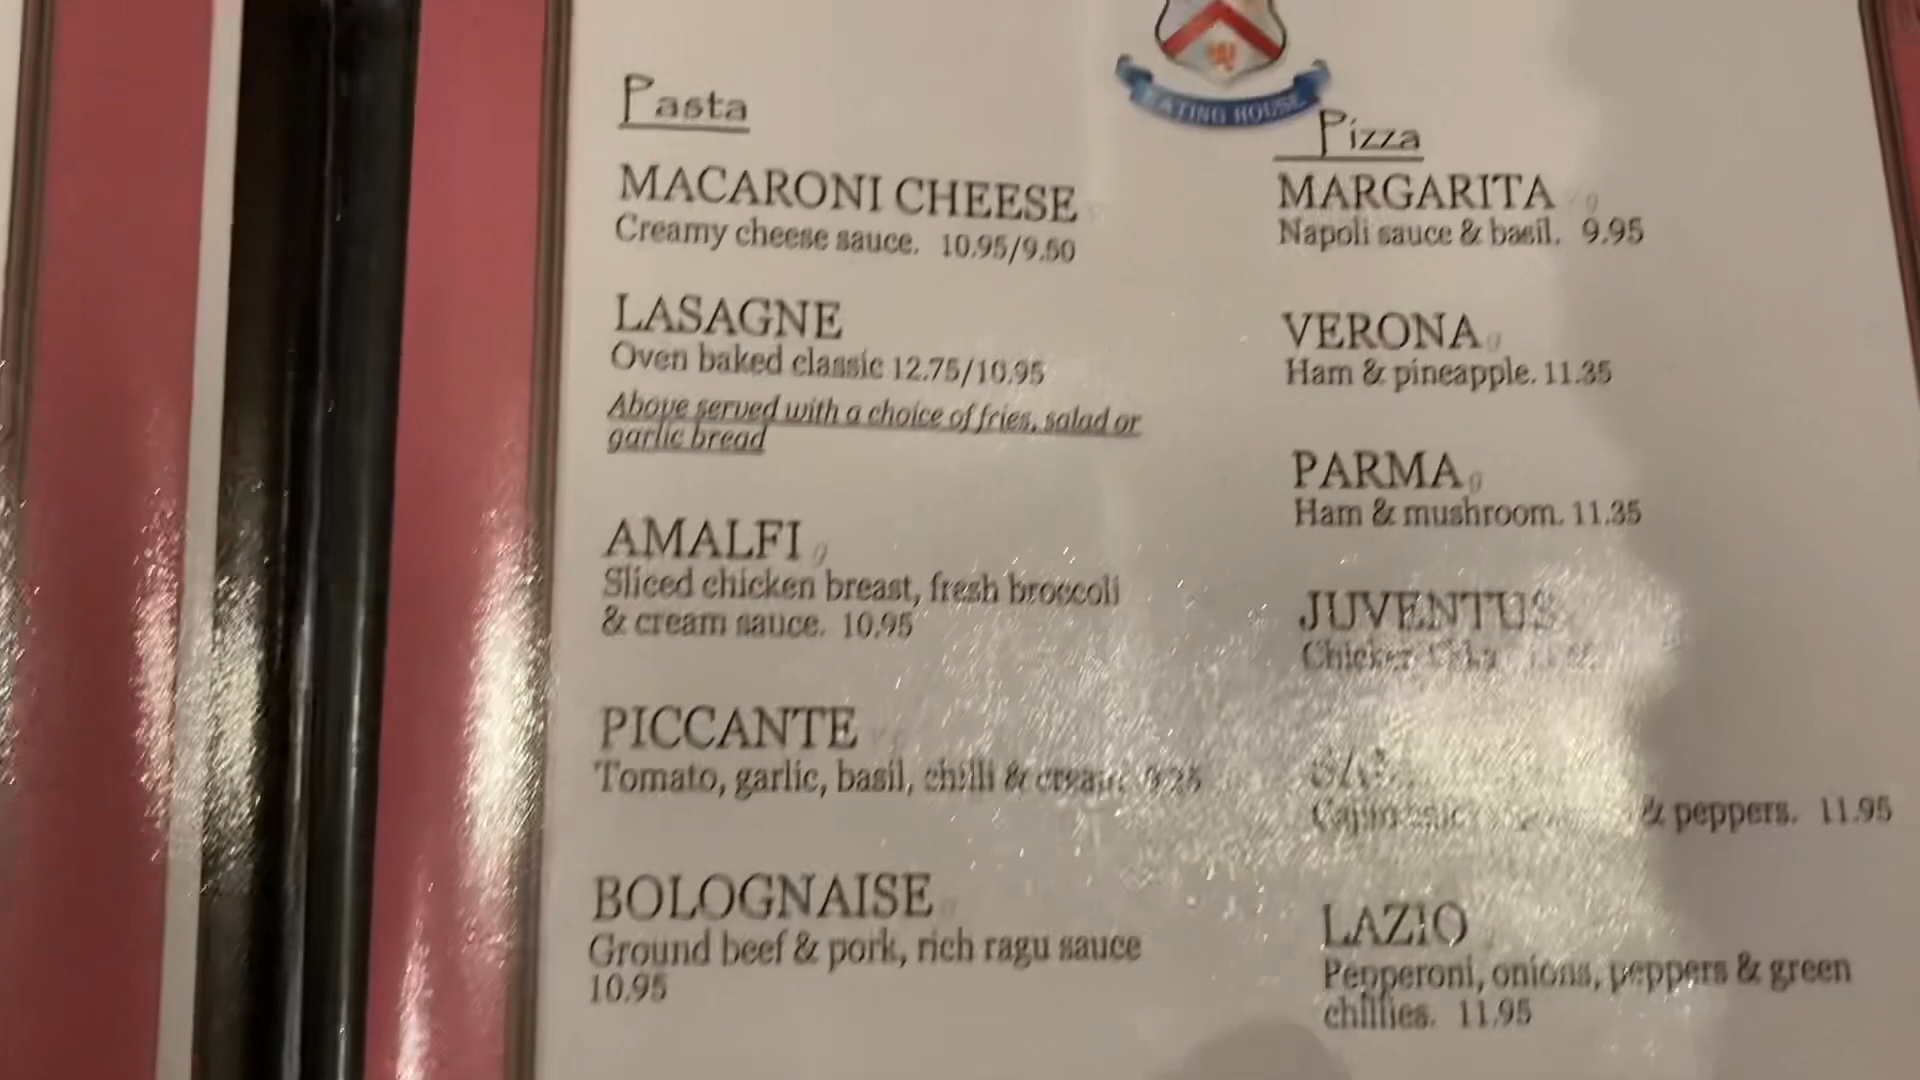 EATING HOUSE
Pasta
MACARONI CHEESE
Creamy cheese sauce. 10.95/9.50
LASAGNE
Oven baked classic 12.75/10.95
Above served with a choice of fries, salad or
garlic bread
AMALFI g
Sliced chicken breast, fresh broccoli
& cream sauce. 10.95
PICCANTE
Tomato, garlic, basil, chilli & cream
BOLOGNAISE
Ground beef & pork, rich ragu sauce
10.95
Pizza
MARGARITA
Napoli sauce & basil. 9.95
VERONA g
Ham & pineapple. 11.35
PARMA g
Ham & mushroom. 11.35
JUVENTUS
Chicken
& peppers. 11.95
LAZIO
Pepperoni, onions, peppers & green
chillies. 11.95